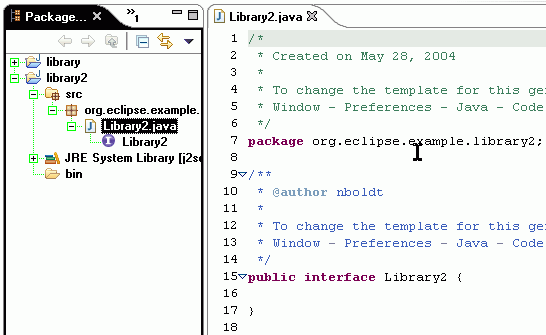 Package...
»1
library
library2
src
org.eclipse.example.
Library2.java
Library2
JRE System Library [j2s
bin
Library2.java
1 /*
2 * Created on May 28, 2004
3 *
4 * To change the template for this ge
5 * Window - Preferences - Java - Code
6 */
7 package org.eclipse.example.library2;
8
9 /**
10 * @author nboldt
11 *
12 * To change the template for this ge
13 * Window - Preferences - Java - Code
14 */
15 public interface Library2 {
16
17 }
18